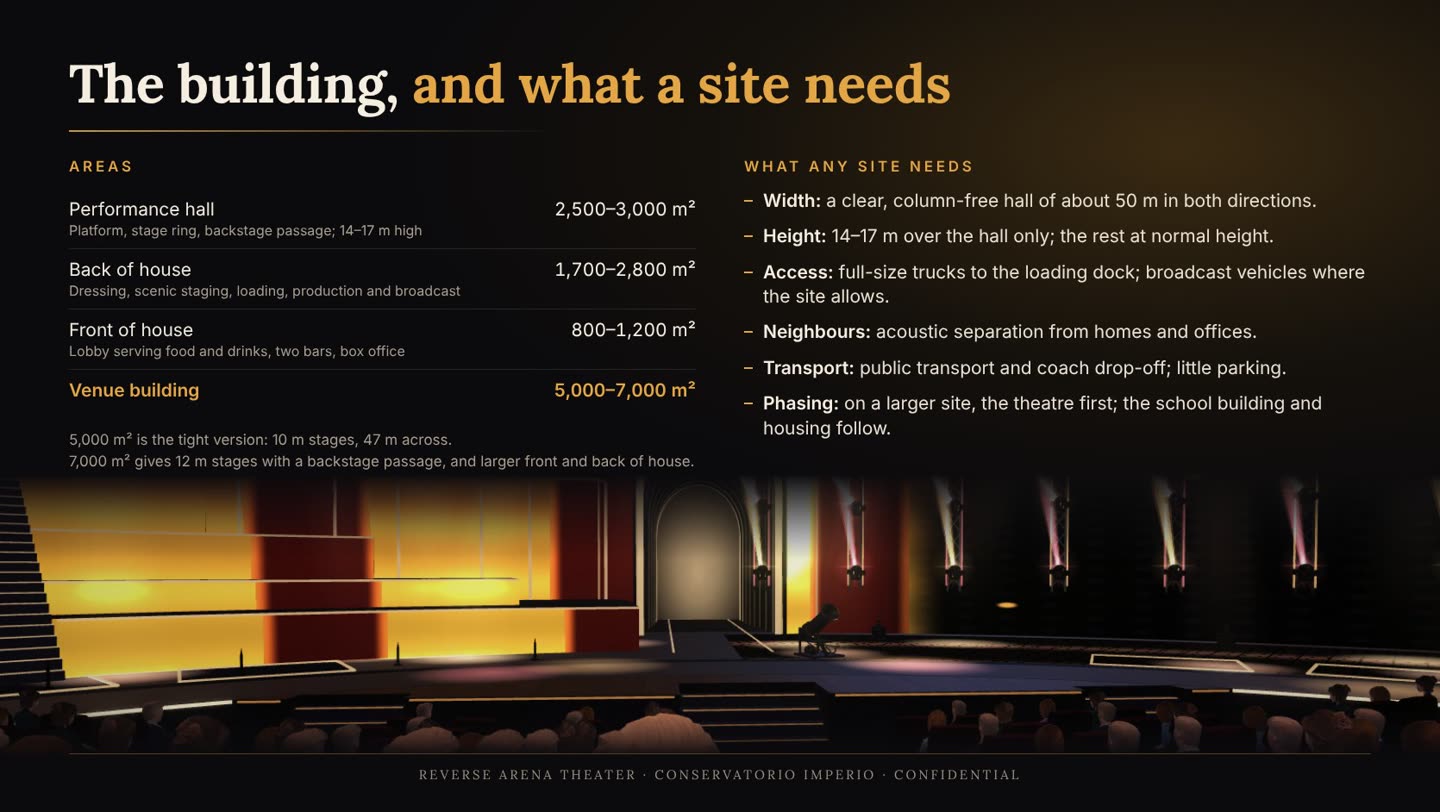 The building, and what a site needs
AREAS
Performance hall 2,500–3,000 m²
Platform, stage ring, backstage passage; 14–17 m high
Back of house 1,700–2,800 m²
Dressing, scenic staging, loading, production and broadcast
Front of house 800–1,200 m²
Lobby serving food and drinks, two bars, box office
Venue building 5,000–7,000 m²
5,000 m² is the tight version: 10 m stages, 47 m across.
7,000 m² gives 12 m stages with a backstage passage, and larger front and back of house.
WHAT ANY SITE NEEDS
– Width: a clear, column-free hall of about 50 m in both directions.
– Height: 14–17 m over the hall only; the rest at normal height.
– Access: full-size trucks to the loading dock; broadcast vehicles where
the site allows.
– Neighbours: acoustic separation from homes and offices.
– Transport: public transport and coach drop-off; little parking.
– Phasing: on a larger site, the theatre first; the school building and
housing follow.
REVERSE ARENA THEATER · CONSERVATORIO IMPERIO · CONFIDENTIAL